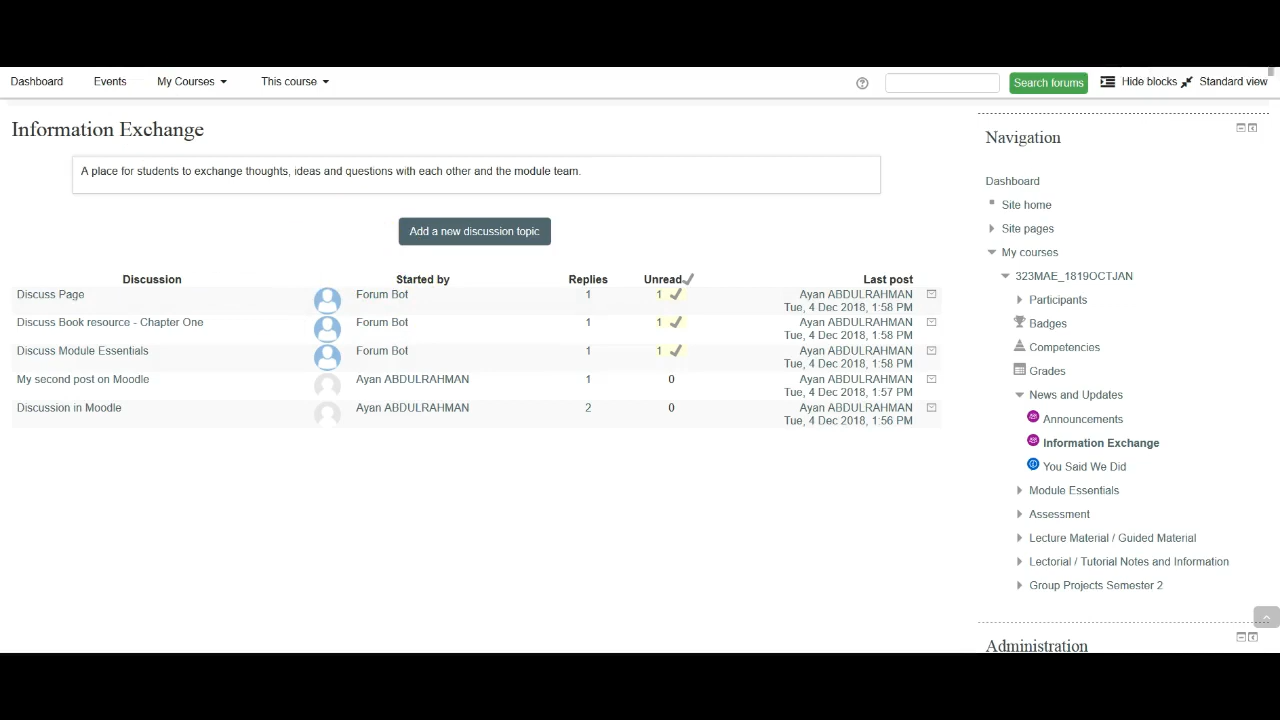 Dashboard Events My Courses This course Search forums Hide blocks Standard view
Information Exchange
A place for students to exchange thoughts, ideas and questions with each other and the module team.
Add a new discussion topic
Discussion Started by Replies Unread Last post
Discuss Page Forum Bot 1 1 Ayan ABDULRAHMAN
Tue, 4 Dec 2018, 1:58 PM
Discuss Book resource - Chapter One Forum Bot 1 1 Ayan ABDULRAHMAN
Tue, 4 Dec 2018, 1:58 PM
Discuss Module Essentials Forum Bot 1 1 Ayan ABDULRAHMAN
Tue, 4 Dec 2018, 1:58 PM
My second post on Moodle Ayan ABDULRAHMAN 1 0 Ayan ABDULRAHMAN
Tue, 4 Dec 2018, 1:57 PM
Discussion in Moodle Ayan ABDULRAHMAN 2 0 Ayan ABDULRAHMAN
Tue, 4 Dec 2018, 1:56 PM
Navigation
Dashboard
Site home
Site pages
My courses
323MAE_1819OCTJAN
Participants
Badges
Competencies
Grades
News and Updates
Announcements
Information Exchange
You Said We Did
Module Essentials
Assessment
Lecture Material / Guided Material
Lectorial / Tutorial Notes and Information
Group Projects Semester 2
Administration